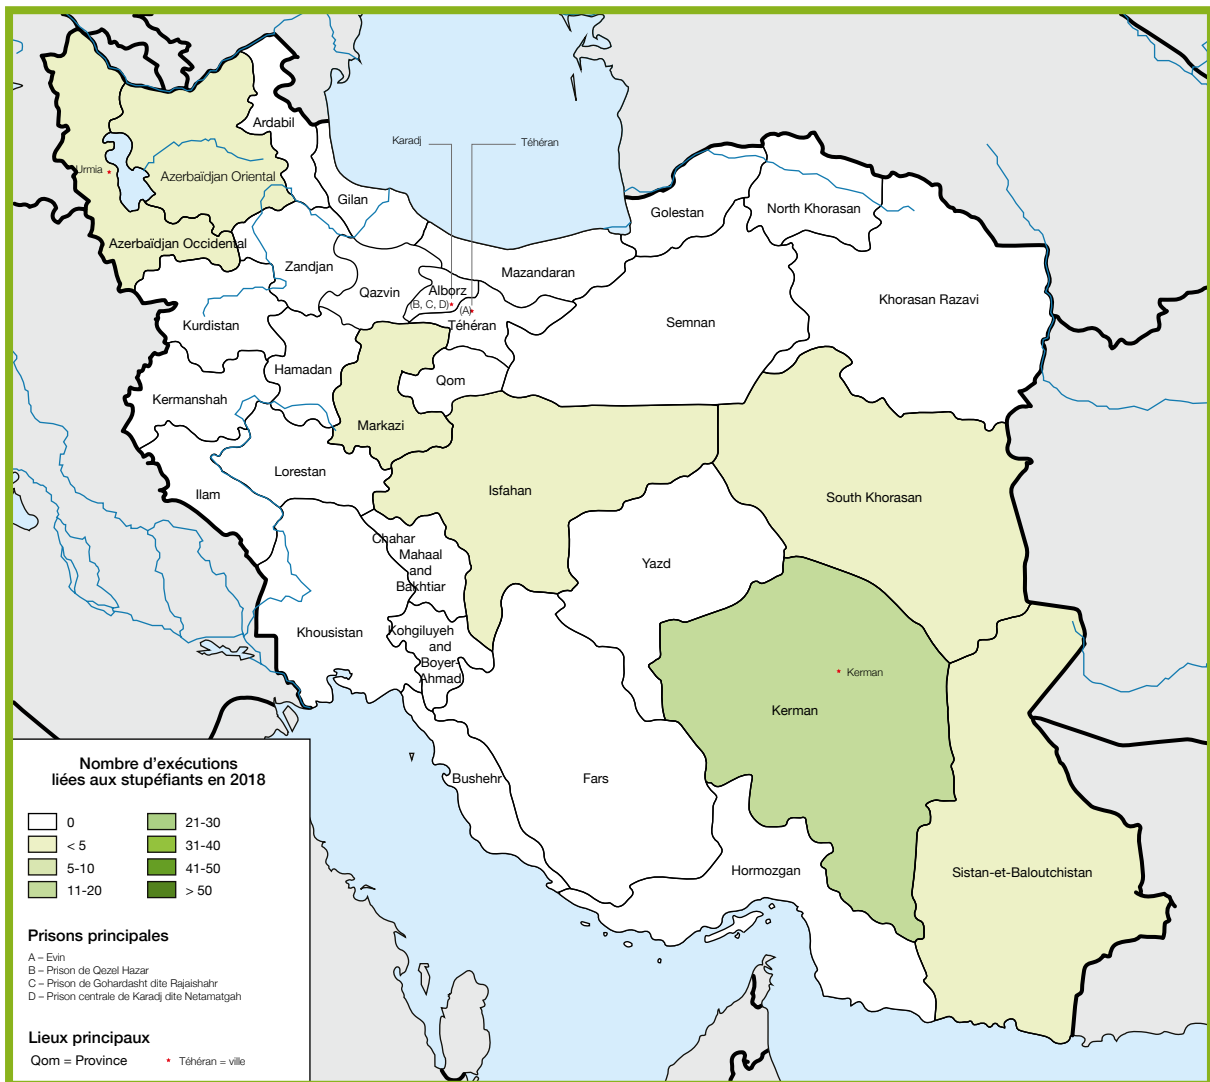 Ardabil
Karadj
Téhéran
Urmia
Azerbaïdjan Oriental
Gilan
Golestan
North Khorasan
Azerbaïdjan Occidental
Zandjan
Mazandaran
Qazvin
Alborz
(B, C, D)
(A)
Téhéran
Khorasan Razavi
Semnan
Kurdistan
Hamadan
Qom
Kermanshah
Markazi
Lorestan
Isfahan
Ilam
South Khorasan
Chahar
Mahaal
and
Bakhtiar
Yazd
Khousistan
Kohgiluyeh
and
Boyer-
Ahmad
Kerman
Kerman
Bushehr
Fars
Hormozgan
Sistan-et-Baloutchistan
Nombre d'exécutions
liées aux stupéfiants en 2018
0
< 5
5-10
11-20
21-30
31-40
41-50
> 50
Prisons principales
A – Evin
B – Prison de Qezel Hazar
C – Prison de Gohardasht dite Rajaishahr
D – Prison centrale de Karadj dite Netamatgah
Lieux principaux
Qom = Province
* Téhéran = ville